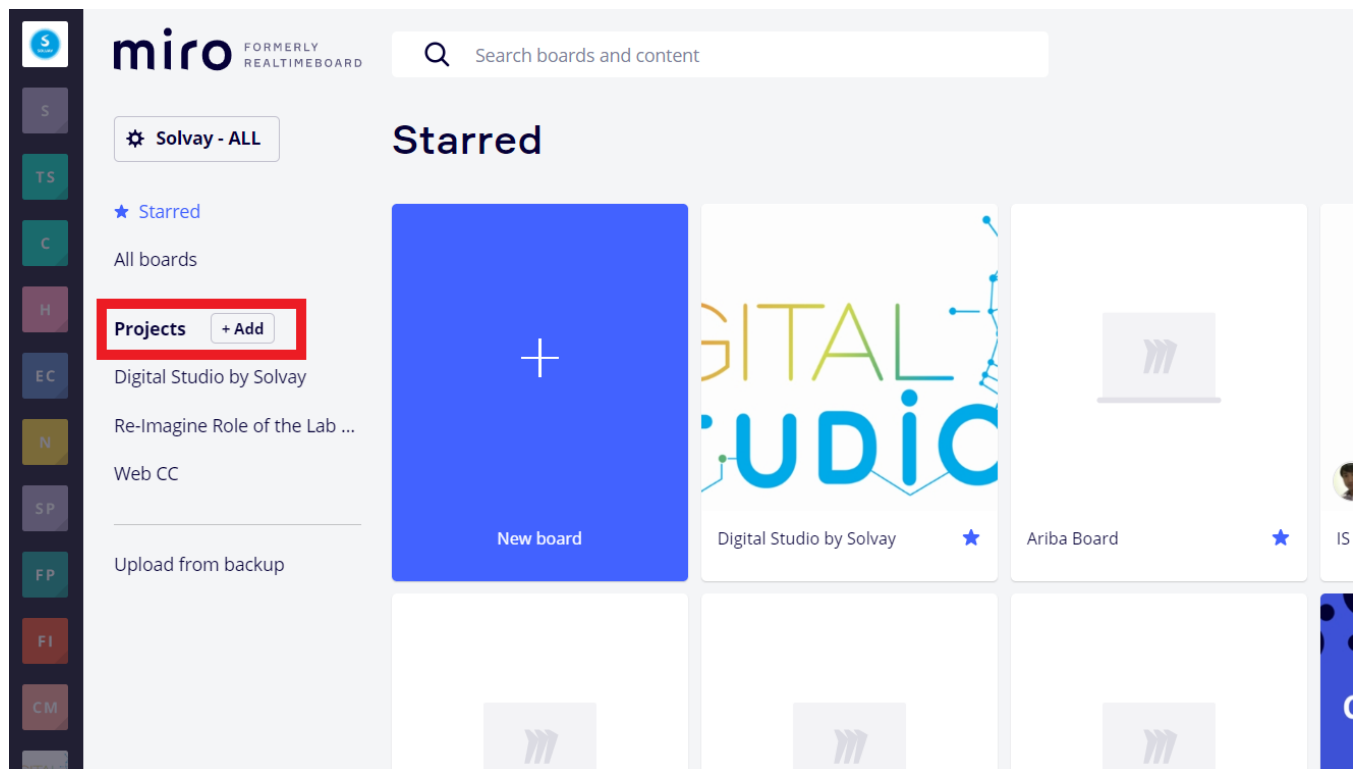 S
SOLVAY
S
TS
C
H
EC
N
SP
FP
FI
CM
miro FORMERLY
REALTIMEBOARD
Search boards and content
Solvay - ALL
Starred
All boards
Projects + Add
Digital Studio by Solvay
Re-Imagine Role of the Lab ...
Web CC
Upload from backup
Starred
New board
GITAL
TUDIO
Digital Studio by Solvay
Ariba Board
IS